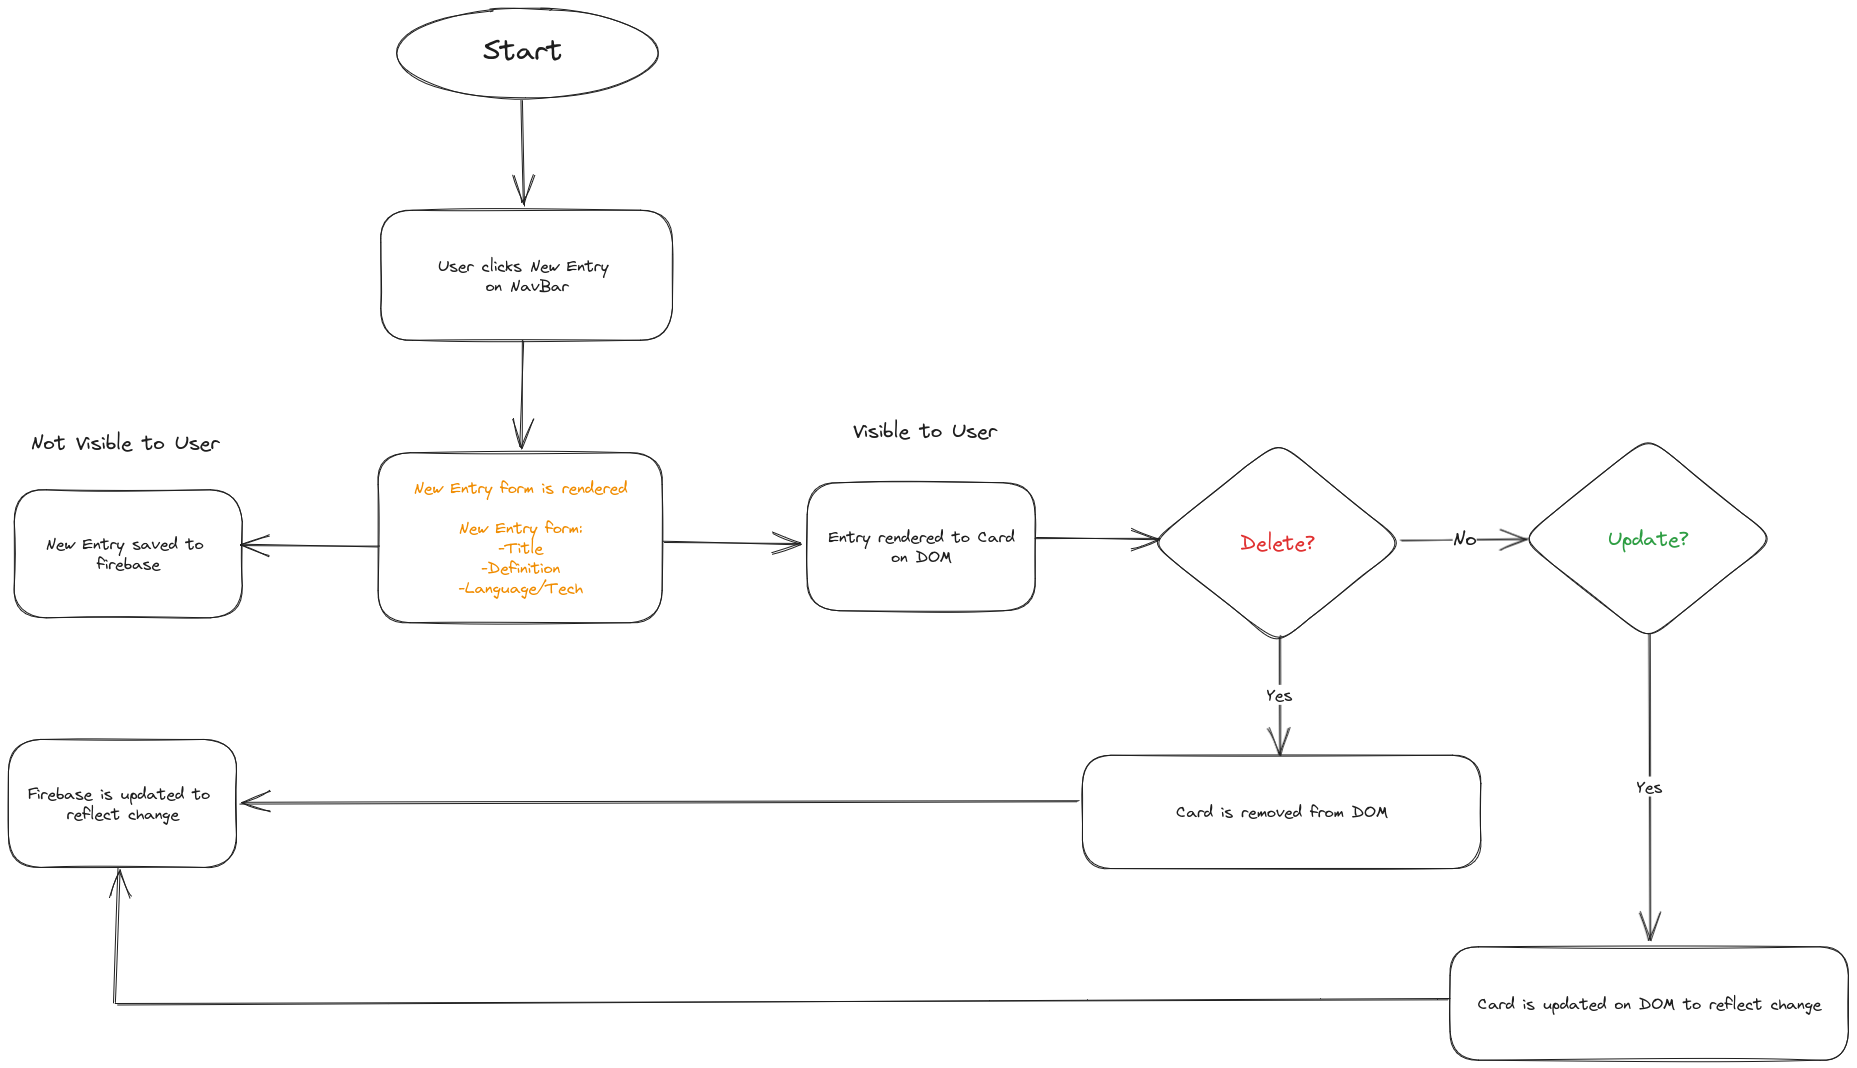 Start
User clicks New Entry
on NavBar
Not Visible to User
Visible to User
New Entry saved to
firebase
New Entry form is rendered
New Entry form:
-Title
-Definition
-Language/Tech
Entry rendered to Card
on DOM
Delete?
No
Update?
Yes
Yes
Firebase is updated to
reflect change
Card is removed from DOM
Card is updated on DOM to reflect change